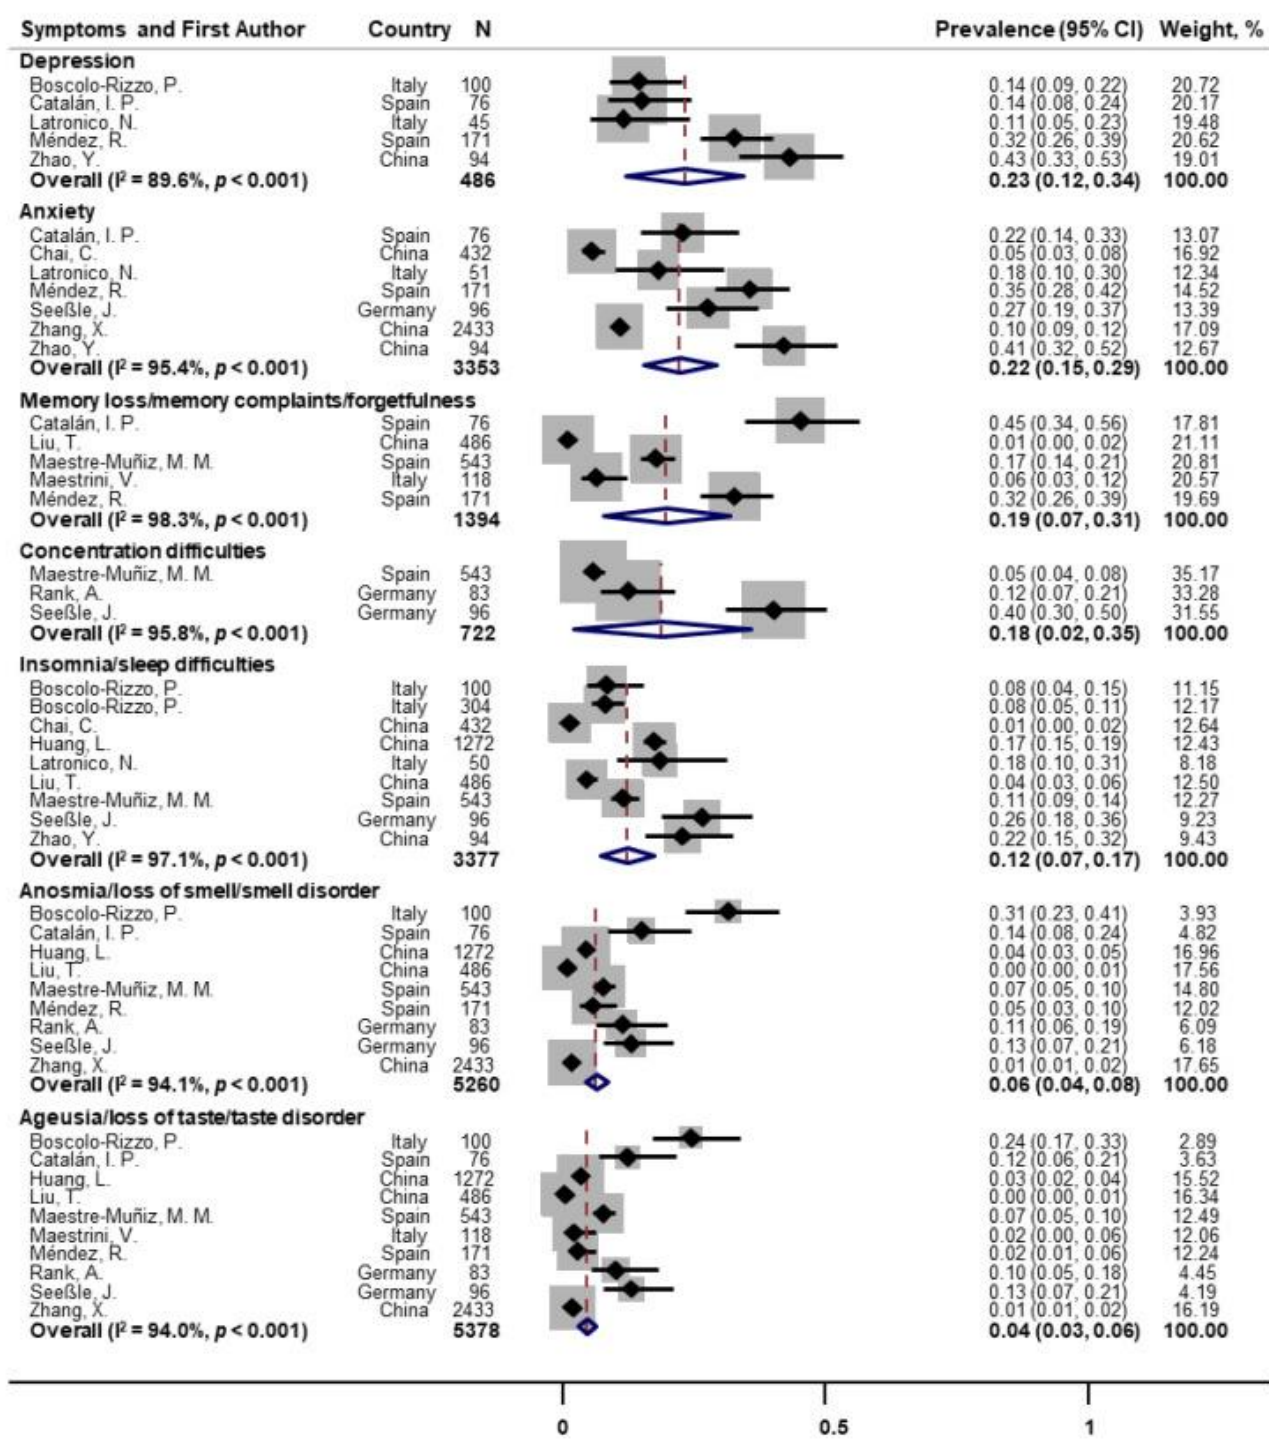 Symptoms and First Author Country N Prevalence (95% CI) Weight, %
Depression
Boscolo-Rizzo, P. Italy 100 0.14 (0.09, 0.22) 20.72
Catalán, I. P. Spain 76 0.14 (0.08, 0.24) 20.17
Latronico, N. Italy 45 0.11 (0.05, 0.23) 19.48
Méndez, R. Spain 171 0.32 (0.26, 0.39) 20.62
Zhao, Y. China 94 0.43 (0.33, 0.53) 19.01
Overall (I² = 89.6%, p < 0.001) 486 0.23 (0.12, 0.34) 100.00
Anxiety
Catalán, I. P. Spain 76 0.22 (0.14, 0.33) 13.07
Chai, C. China 432 0.05 (0.03, 0.08) 16.92
Latronico, N. Italy 51 0.18 (0.10, 0.30) 12.34
Méndez, R. Spain 171 0.35 (0.28, 0.42) 14.52
Seeßle, J. Germany 96 0.27 (0.19, 0.37) 13.39
Zhang, X. China 2433 0.10 (0.09, 0.12) 17.09
Zhao, Y. China 94 0.41 (0.32, 0.52) 12.67
Overall (I² = 95.4%, p < 0.001) 3353 0.22 (0.15, 0.29) 100.00
Memory loss/memory complaints/forgetfulness
Catalán, I. P. Spain 76 0.45 (0.34, 0.56) 17.81
Liu, T. China 486 0.01 (0.00, 0.02) 21.11
Maestre-Muñiz, M. M. Spain 543 0.17 (0.14, 0.21) 20.81
Maestrini, V. Italy 118 0.06 (0.03, 0.12) 20.57
Méndez, R. Spain 171 0.32 (0.26, 0.39) 19.69
Overall (I² = 98.3%, p < 0.001) 1394 0.19 (0.07, 0.31) 100.00
Concentration difficulties
Maestre-Muñiz, M. M. Spain 543 0.05 (0.04, 0.08) 35.17
Rank, A. Germany 83 0.12 (0.07, 0.21) 33.28
Seeßle, J. Germany 96 0.40 (0.30, 0.50) 31.55
Overall (I² = 95.8%, p < 0.001) 722 0.18 (0.02, 0.35) 100.00
Insomnia/sleep difficulties
Boscolo-Rizzo, P. Italy 100 0.08 (0.04, 0.15) 11.15
Boscolo-Rizzo, P. Italy 304 0.08 (0.05, 0.11) 12.17
Chai, C. China 432 0.01 (0.00, 0.02) 12.64
Huang, L. China 1272 0.17 (0.15, 0.19) 12.43
Latronico, N. Italy 50 0.18 (0.10, 0.31) 8.18
Liu, T. China 486 0.04 (0.03, 0.06) 12.50
Maestre-Muñiz, M. M. Spain 543 0.11 (0.09, 0.14) 12.27
Seeßle, J. Germany 96 0.26 (0.18, 0.36) 9.23
Zhao, Y. China 94 0.22 (0.15, 0.32) 9.43
Overall (I² = 97.1%, p < 0.001) 3377 0.12 (0.07, 0.17) 100.00
Anosmia/loss of smell/smell disorder
Boscolo-Rizzo, P. Italy 100 0.31 (0.23, 0.41) 3.93
Catalán, I. P. Spain 76 0.14 (0.08, 0.24) 4.82
Huang, L. China 1272 0.04 (0.03, 0.05) 16.96
Liu, T. China 486 0.00 (0.00, 0.01) 17.56
Maestre-Muñiz, M. M. Spain 543 0.07 (0.05, 0.10) 14.80
Méndez, R. Spain 171 0.05 (0.03, 0.10) 12.02
Rank, A. Germany 83 0.11 (0.06, 0.19) 6.09
Seeßle, J. Germany 96 0.13 (0.07, 0.21) 6.18
Zhang, X. China 2433 0.01 (0.01, 0.02) 17.65
Overall (I² = 94.1%, p < 0.001) 5260 0.06 (0.04, 0.08) 100.00
Ageusia/loss of taste/taste disorder
Boscolo-Rizzo, P. Italy 100 0.24 (0.17, 0.33) 2.89
Catalán, I. P. Spain 76 0.12 (0.06, 0.21) 3.63
Huang, L. China 1272 0.03 (0.02, 0.04) 15.52
Liu, T. China 486 0.00 (0.00, 0.01) 16.34
Maestre-Muñiz, M. M. Spain 543 0.07 (0.05, 0.10) 12.49
Maestrini, V. Italy 118 0.02 (0.00, 0.06) 12.06
Méndez, R. Spain 171 0.02 (0.01, 0.06) 12.24
Rank, A. Germany 83 0.10 (0.05, 0.18) 4.45
Seeßle, J. Germany 96 0.13 (0.07, 0.21) 4.19
Zhang, X. China 2433 0.01 (0.01, 0.02) 16.19
Overall (I² = 94.0%, p < 0.001) 5378 0.04 (0.03, 0.06) 100.00
0 0.5 1